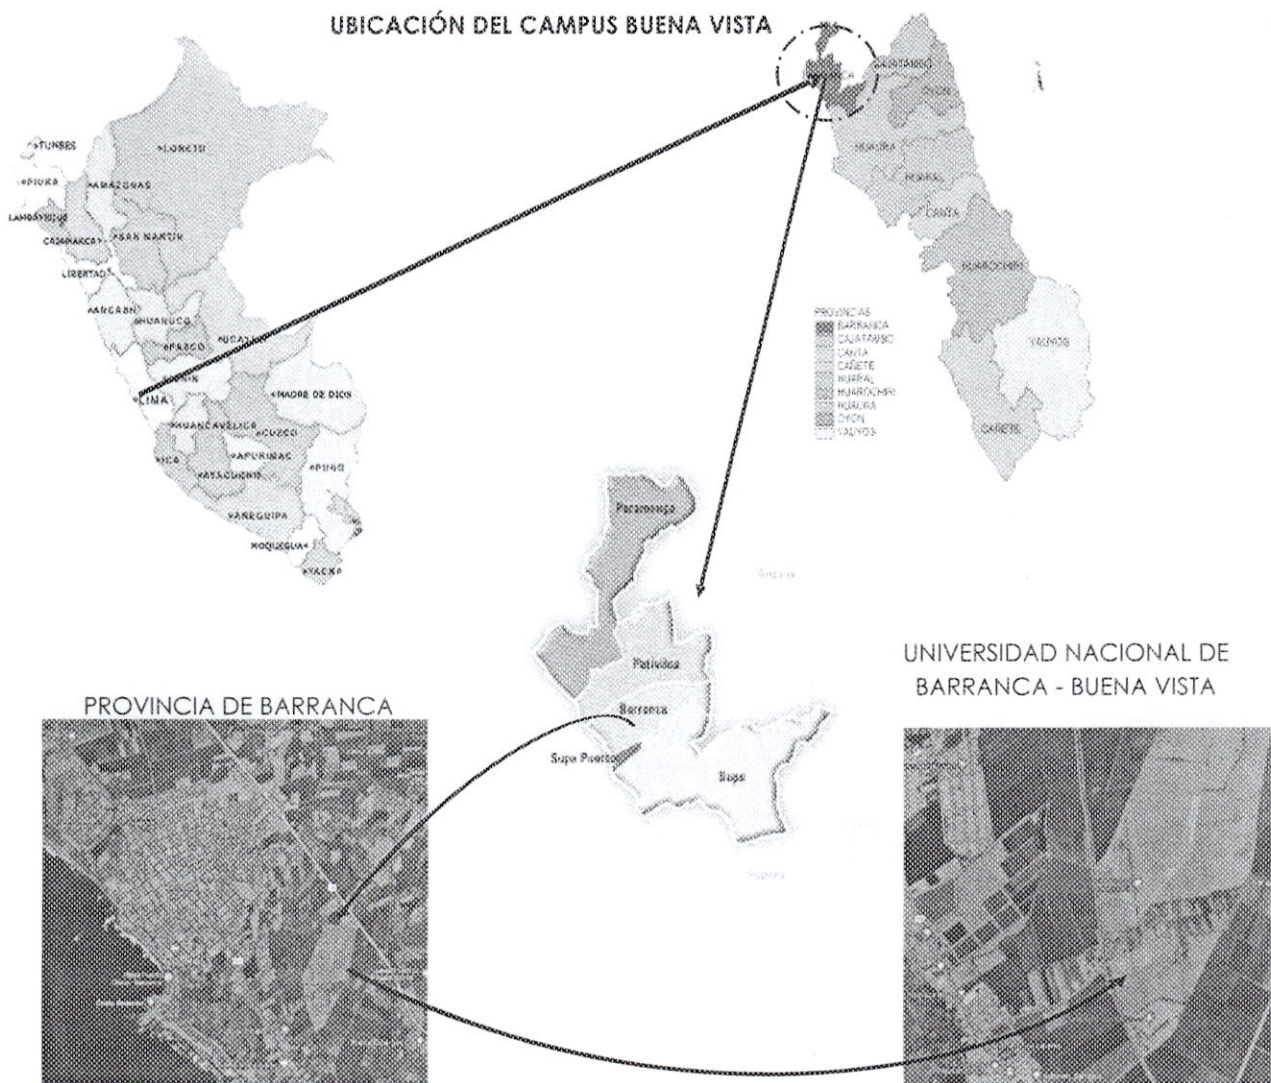 UBICACIÓN DEL CAMPUS BUENA VISTA
TUMBES
PIURA
LAMBAYEQUE
CAJAMARCA
AMAZONAS
LORETO
SAN MARTIN
LIBERTAD
ANCASH
HUANUCO
PASCO
UCAYALI
JUNIN
LIMA
MADRE DE DIOS
HUANCAVELICA
CUZCO
ICA
APURIMAC
AYACUCHO
PUNO
AREQUIPA
MOQUEGUA
TACNA
CAJATAMBO
OYON
HUAURA
HUARAL
CANTA
HUAROCHIRI
YAUYOS
CAÑETE
PROVINCIAS
BARRANCA
CAJATAMBO
CANTA
CAÑETE
HUARAL
HUAROCHIRI
HUAURA
OYON
YAUYOS
Paramonga
Pativilca
Barranca
Supe Puerto
Supe
PROVINCIA DE BARRANCA
UNIVERSIDAD NACIONAL DE
BARRANCA - BUENA VISTA